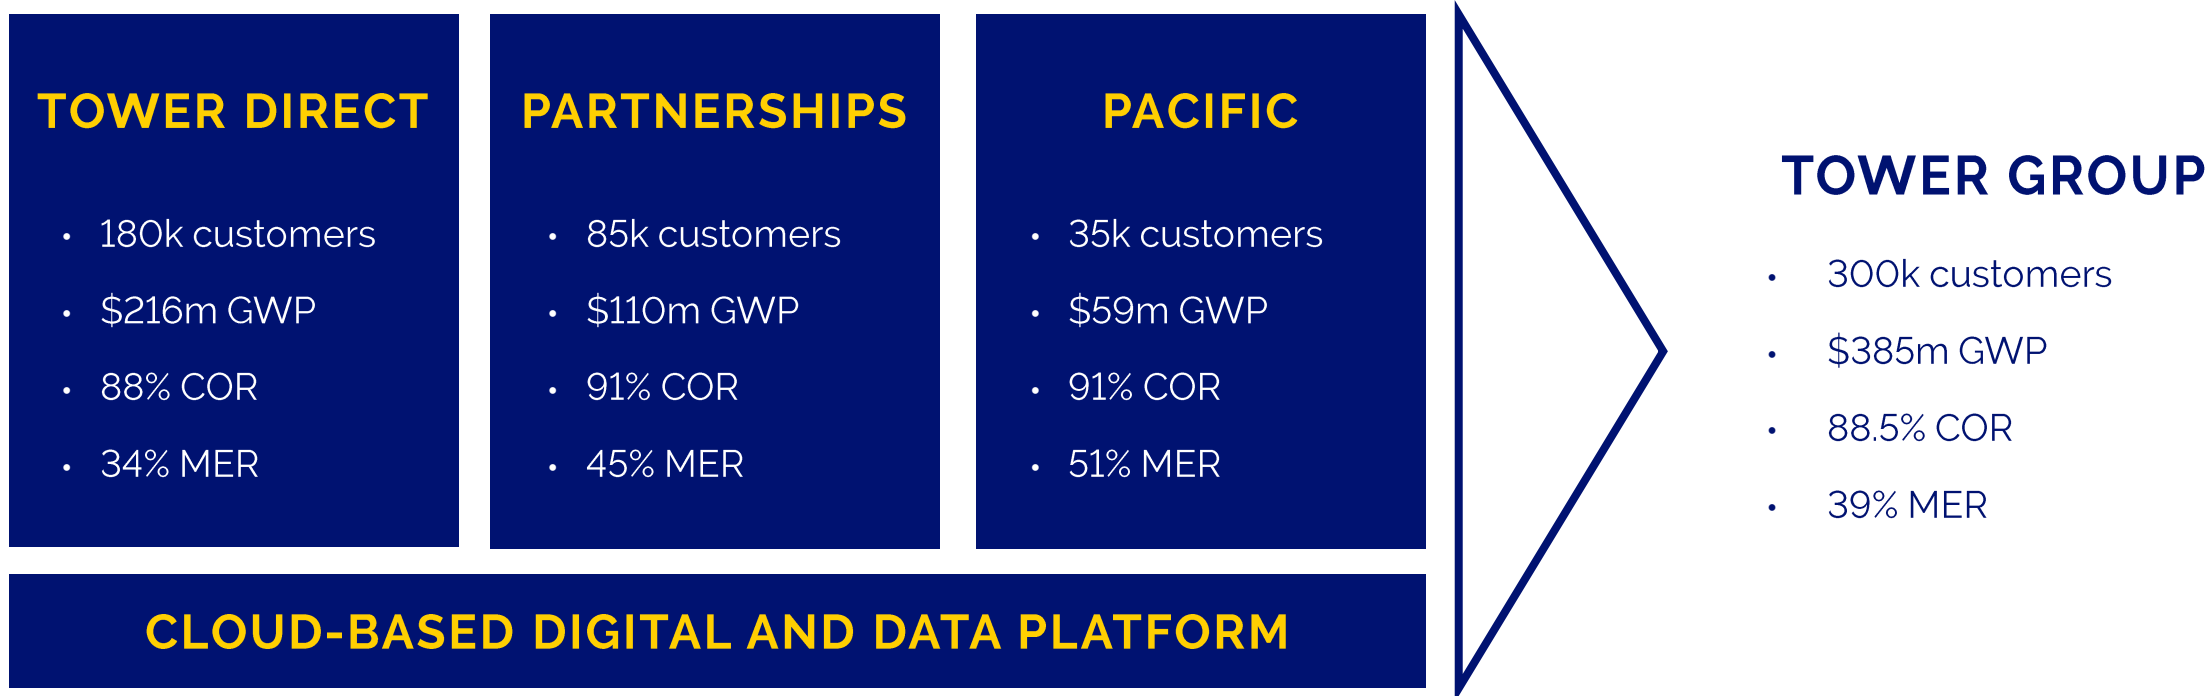 TOWER DIRECT
• 180k customers
• $216m GWP
• 88% COR
• 34% MER
PARTNERSHIPS
• 85k customers
• $110m GWP
• 91% COR
• 45% MER
PACIFIC
• 35k customers
• $59m GWP
• 91% COR
• 51% MER
CLOUD-BASED DIGITAL AND DATA PLATFORM
TOWER GROUP
• 300k customers
• $385m GWP
• 88.5% COR
• 39% MER